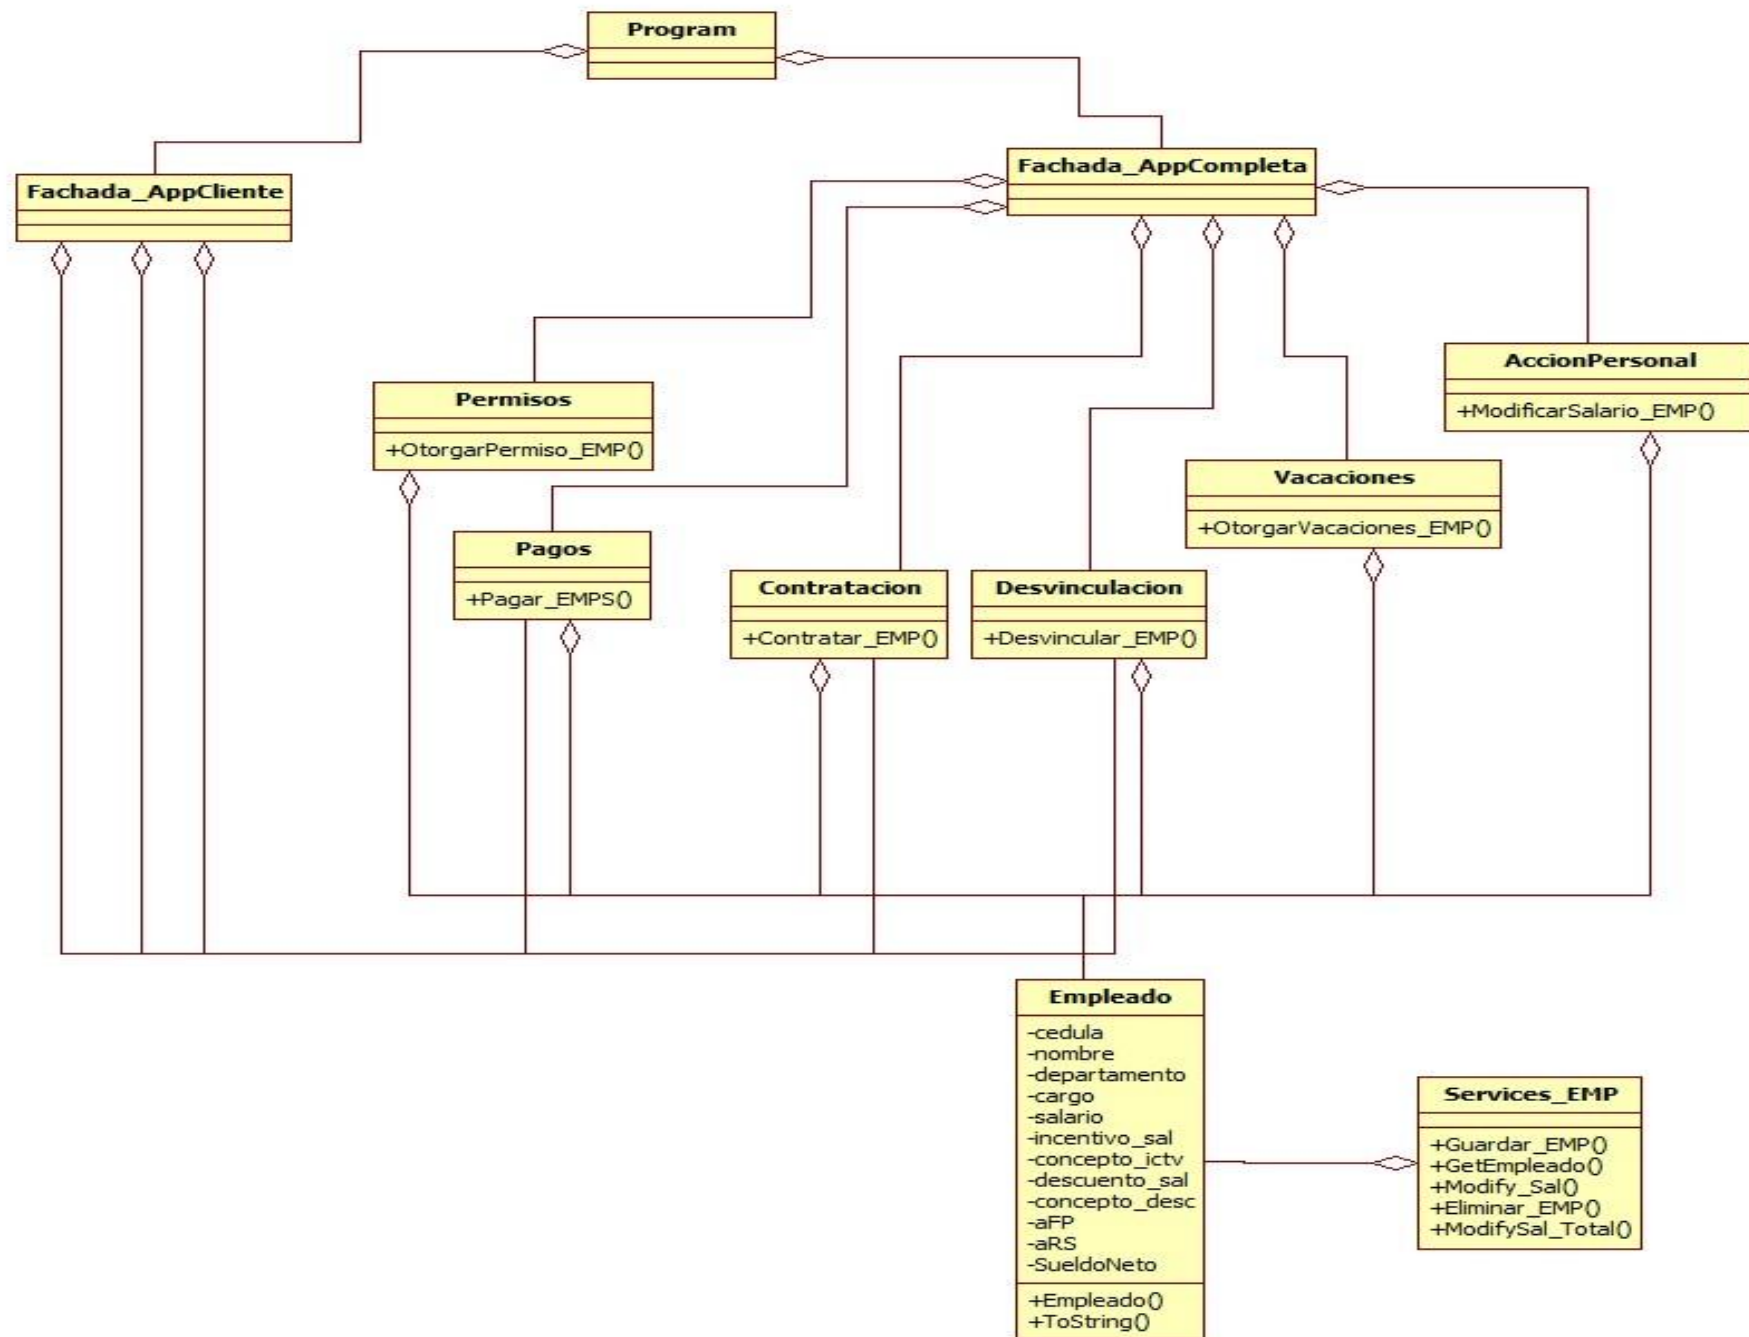 Program
Fachada_AppCliente
Fachada_AppCompleta
AccionPersonal
+ModificarSalario_EMP()
Permisos
+OtorgarPermiso_EMP()
Vacaciones
+OtorgarVacaciones_EMP()
Pagos
+Pagar_EMPS()
Contratacion
+Contratar_EMP()
Desvinculacion
+Desvincular_EMP()
Empleado
-cedula
-nombre
-departamento
-cargo
-salario
-incentivo_sal
-concepto_ictv
-descuento_sal
-concepto_desc
-aFP
-aRS
-SueldoNeto
+Empleado()
+ToString()
Services_EMP
+Guardar_EMP()
+GetEmpleado()
+Modify_Sal()
+Eliminar_EMP()
+ModifySal_Total()